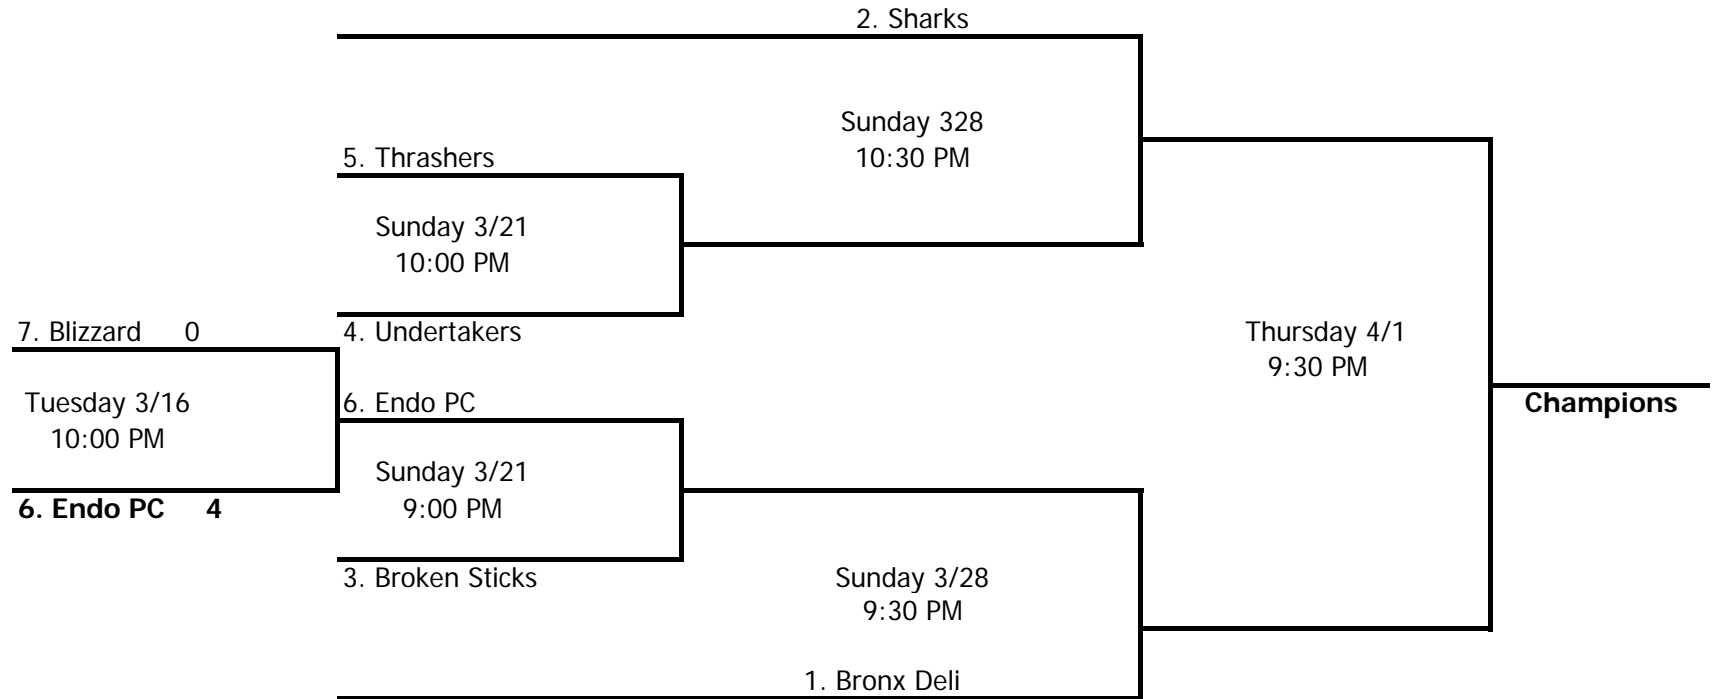 2. Sharks
Sunday 328
10:30 PM
5. Thrashers
Sunday 3/21
10:00 PM
7. Blizzard 0
4. Undertakers
Thursday 4/1
9:30 PM
Tuesday 3/16
10:00 PM
6. Endo PC
Champions
Sunday 3/21
9:00 PM
6. Endo PC 4
3. Broken Sticks
Sunday 3/28
9:30 PM
1. Bronx Deli